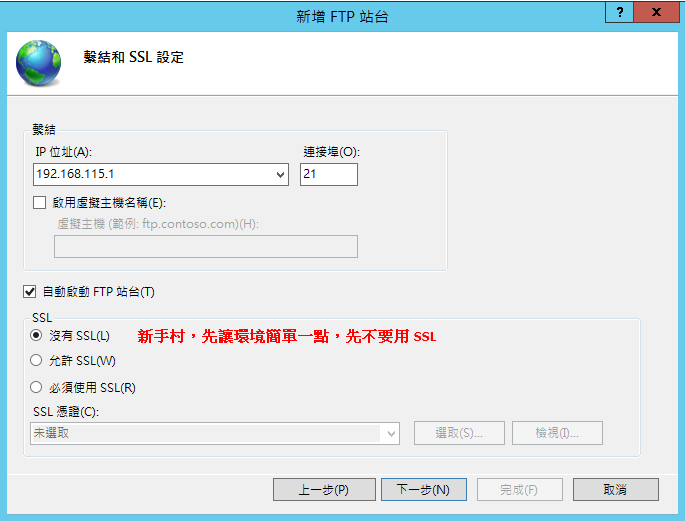 新增 FTP 站台
?
x
繫結和 SSL 設定
繫結
IP 位址(A):
連接埠(O):
192.168.115.1
21
啟用虛擬主機名稱(E):
虛擬主機 (範例: ftp.contoso.com)(H):
自動啟動 FTP 站台(T)
SSL
沒有 SSL(L)
新手村，先讓環境簡單一點，先不要用 SSL
允許 SSL(W)
必須使用 SSL(R)
SSL 憑證(C):
未選取
選取(S)...
檢視(I)...
上一步(P)
下一步(N)
完成(F)
取消